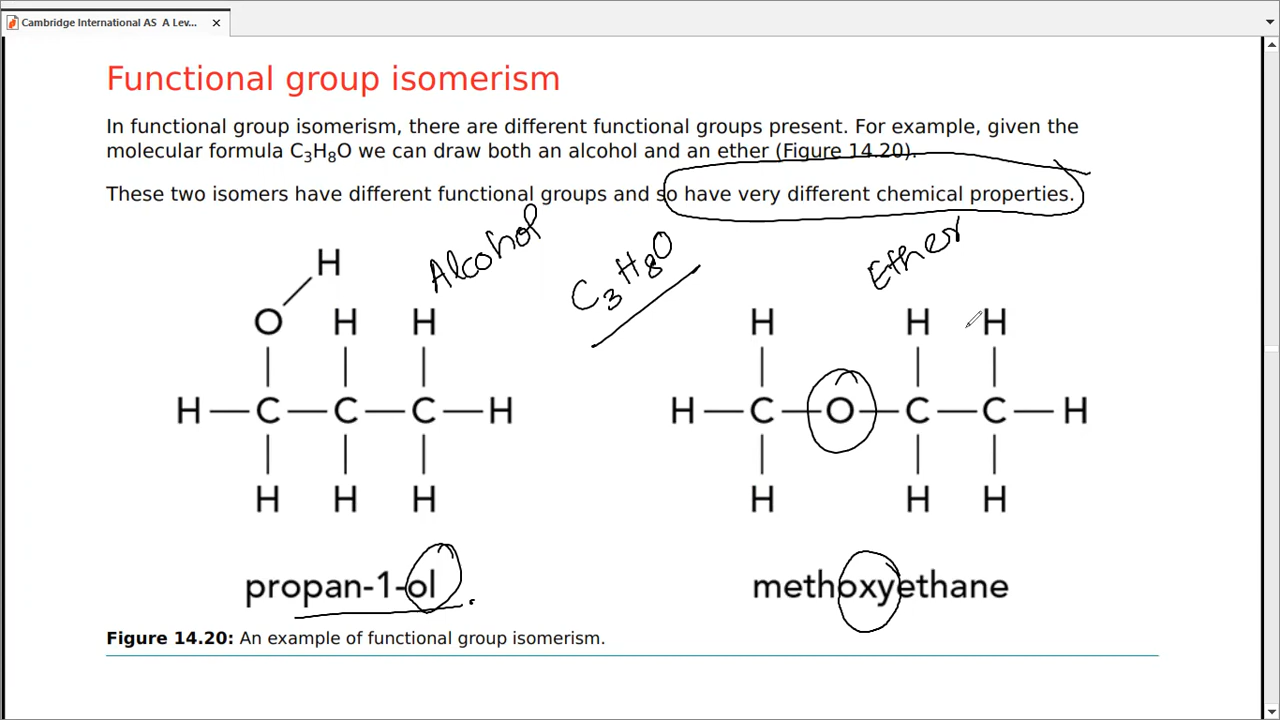 Cambridge International AS A Lev...
Functional group isomerism
In functional group isomerism, there are different functional groups present. For example, given the
molecular formula C₃H₈O we can draw both an alcohol and an ether (Figure 14.20).
These two isomers have different functional groups and so have very different chemical properties.
Alcohol
C₃H₈O
Ether
H
O H H
H C C C H
H H H
H H H
H C O C C H
H H H
propan-1-ol
methoxyethane
Figure 14.20: An example of functional group isomerism.